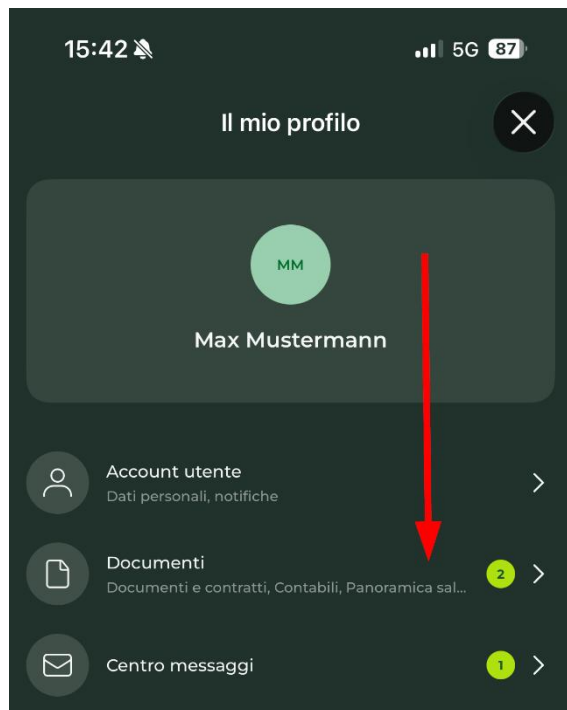 15:42
5G 87
Il mio profilo
MM
Max Mustermann
Account utente
Dati personali, notifiche
Documenti
Documenti e contratti, Contabili, Panoramica sal...
2
Centro messaggi
1